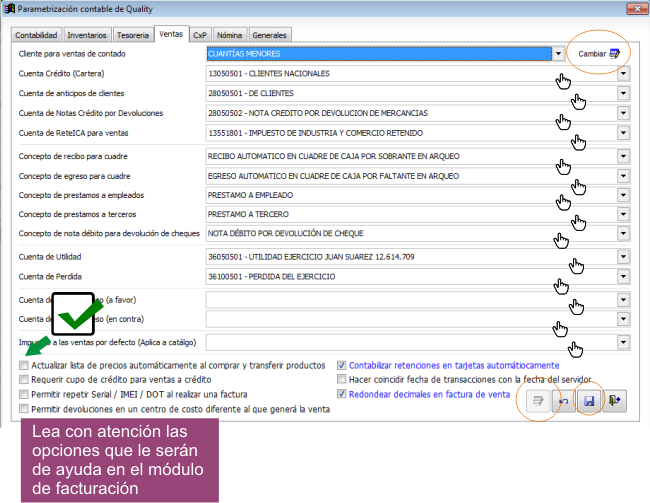 Parametrización contable de Quality
Contabilidad Inventarios Tesoreria Ventas CxP Nómina Generales
Cliente para ventas de contado CUANTÍAS MENORES Cambiar
Cuenta Crédito (Cartera) 13050501 - CLIENTES NACIONALES
Cuenta de anticipos de clientes 28050501 - DE CLIENTES
Cuenta de Notas Crédito por Devoluciones 28050502 - NOTA CREDITO POR DEVOLUCION DE MERCANCIAS
Cuenta de ReteICA para ventas 13551801 - IMPUESTO DE INDUSTRIA Y COMERCIO RETENIDO
Concepto de recibo para cuadre RECIBO AUTOMATICO EN CUADRE DE CAJA POR SOBRANTE EN ARQUEO
Concepto de egreso para cuadre EGRESO AUTOMATICO EN CUADRE DE CAJA POR FALTANTE EN ARQUEO
Concepto de prestamos a empleados PRESTAMO A EMPLEADO
Concepto de prestamos a terceros PRESTAMO A TERCERO
Concepto de nota débito para devolución de cheques NOTA DÉBITO POR DEVOLUCIÓN DE CHEQUE
Cuenta de Utilidad 36050501 - UTILIDAD EJERCICIO JUAN SUAREZ 12.614.709
Cuenta de Perdida 36100501 - PERDIDA DEL EJERCICIO
Cuenta de (a favor)
Cuenta de (en contra)
a las ventas por defecto (Aplica a catálgo)
Actualizar lista de precios automáticamente al comprar y transferir productos Contabilizar retenciones en tarjetas automátiocamente
Requerir cupo de crédito para ventas a crédito Hacer coincidir fecha de transacciones con la fecha del servidor
Permitir repetir Serial / IMEI / DOT al realizar una factura Redondear decimales en factura de venta
Permitir devoluciones en un centro de costo diferente al que generá la venta
Lea con atención las
opciones que le serán
de ayuda en el módulo
de facturación